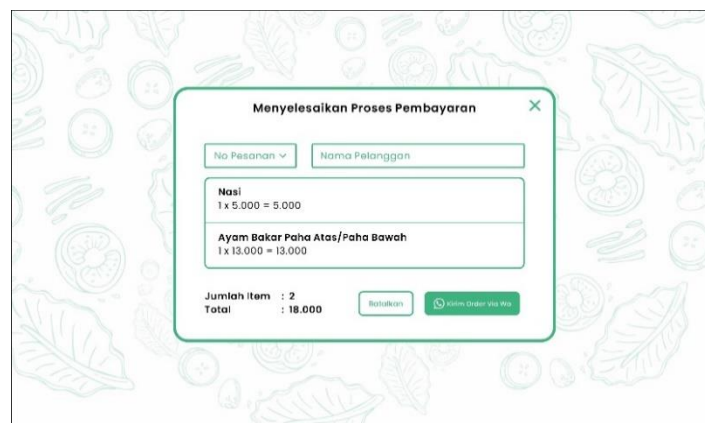 Menyelesaikan Proses Pembayaran
No Pesanan
Nama Pelanggan
Nasi
1 x 5.000 = 5.000
Ayam Bakar Paha Atas/Paha Bawah
1 x 13.000 = 13.000
Jumlah Item : 2
Total : 18.000
Batalkan
Kirim Order Via Wa